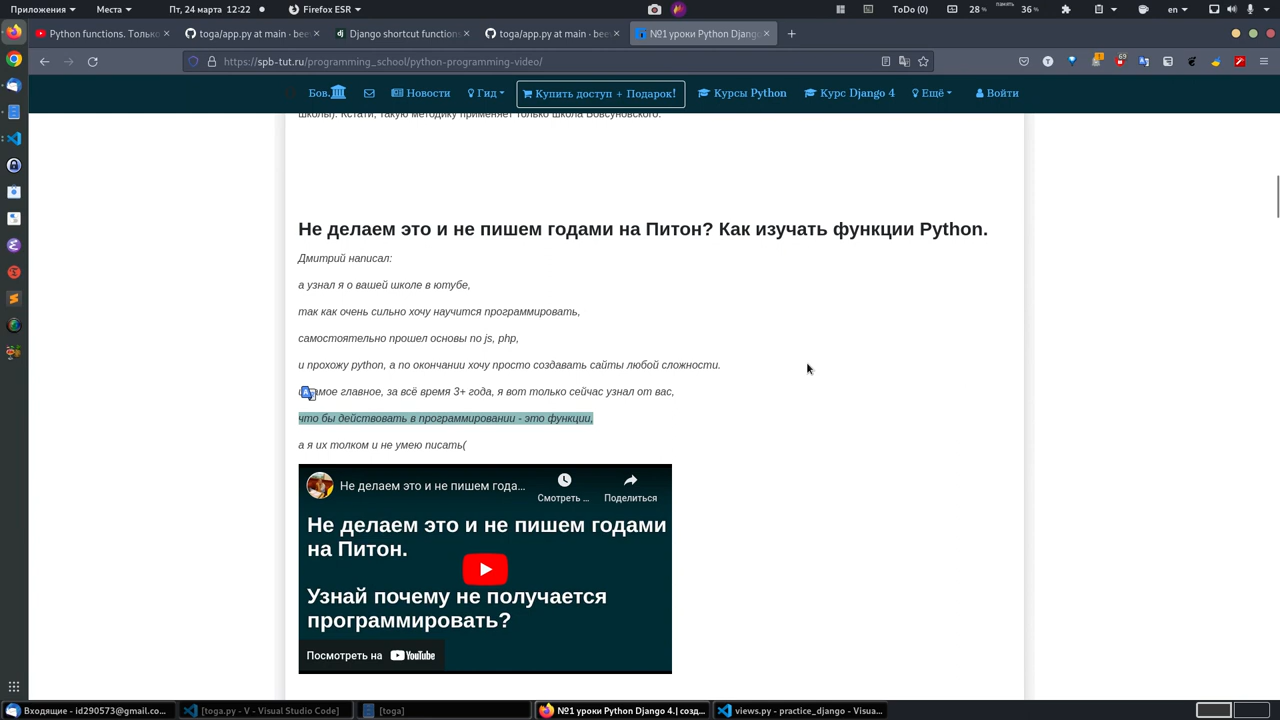 Приложения Места Пт, 24 марта 12:22 Firefox ESR ToDo (0) 28 % память 36 % en
Python functions. Только toga/app.py at main · bee Django shortcut functions toga/app.py at main · bee №1 уроки Python Django
https://spb-tut.ru/programming_school/python-programming-video/ 1 69
Бов. Новости Гид Купить доступ + Подарок! Курсы Python Курс Django 4 Ещё Войти
школы). Кстати, такую методику применяет только школа Бовсуновского.
Не делаем это и не пишем годами на Питон? Как изучать функции Python.
Дмитрий написал:
а узнал я о вашей школе в ютубе,
так как очень сильно хочу научится программировать,
самостоятельно прошел основы по js, php,
и прохожу python, а по окончании хочу просто создавать сайты любой сложности.
амое главное, за всё время 3+ года, я вот только сейчас узнал от вас,
что бы действовать в программировании - это функции,
а я их толком и не умею писать(
Не делаем это и не пишем года…
Смотреть ... Поделиться
Не делаем это и не пишем годами
на Питон.
Узнай почему не получается
программировать?
Посмотреть на YouTube
Входящие - id290573@gmail.co... [toga.py - V - Visual Studio Code] [toga] №1 уроки Python Django 4.| созд... views.py - practice_django - Visua...